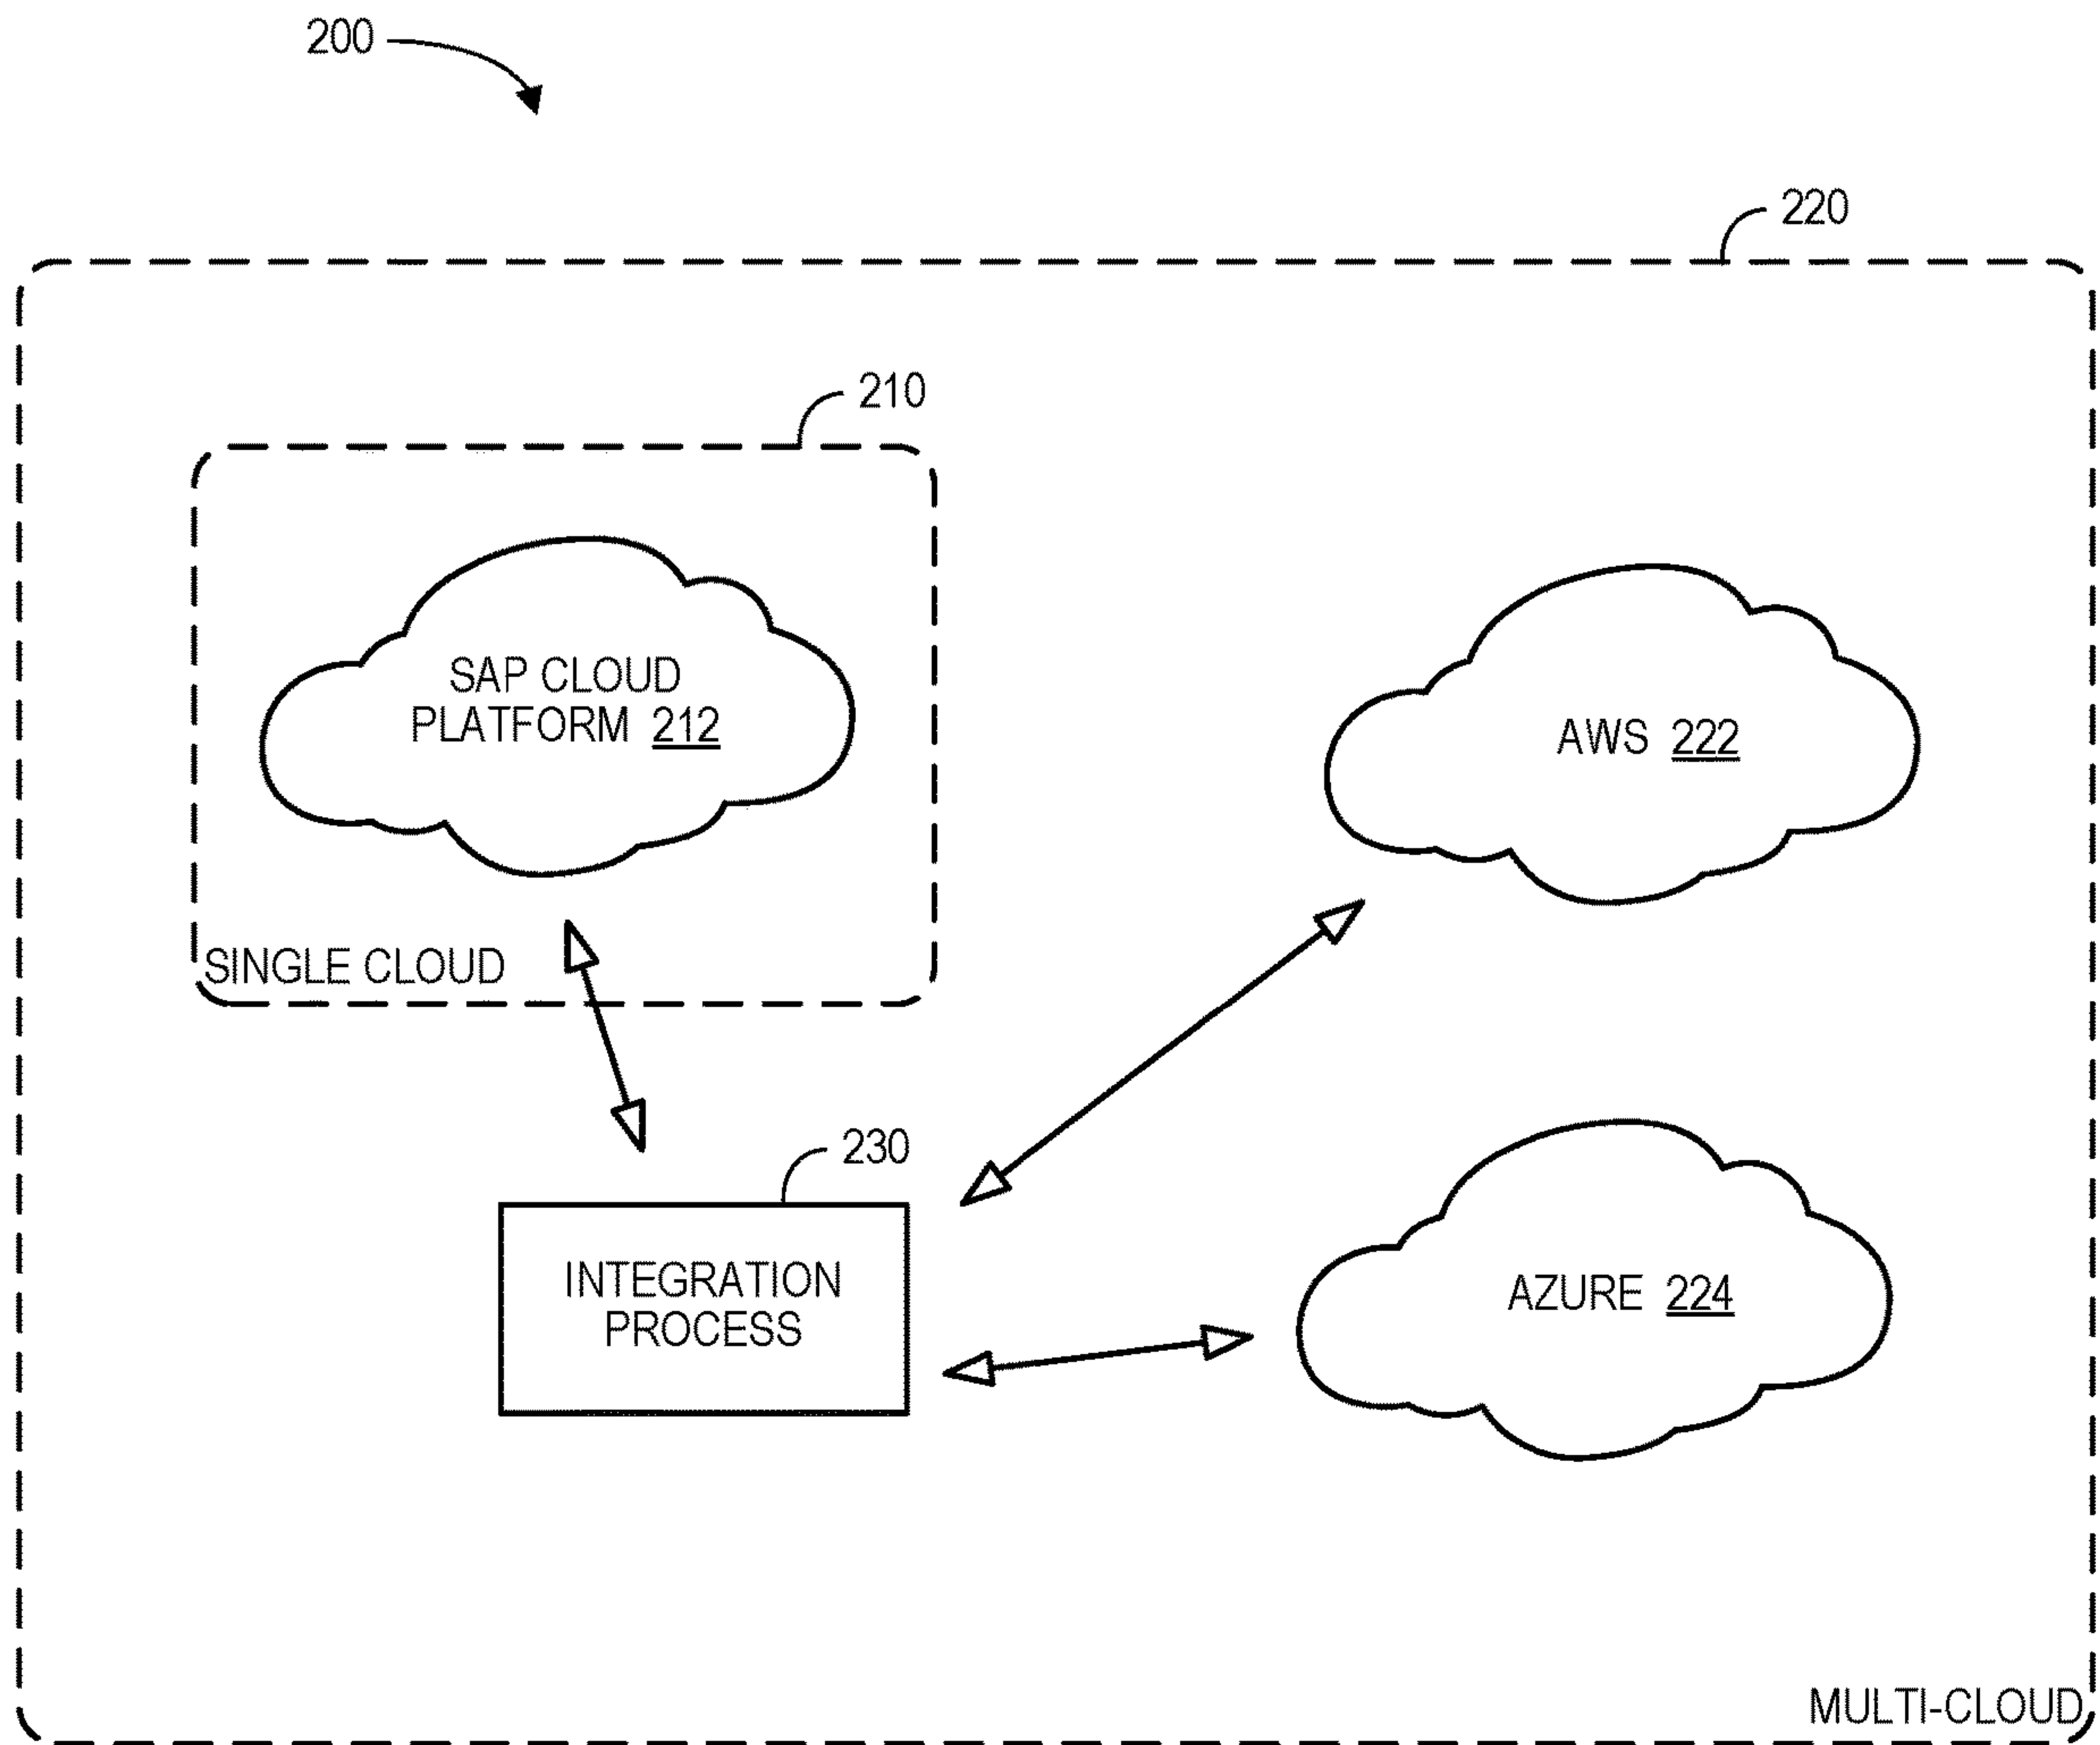 200
220
210
SAP CLOUD
PLATFORM 212
AWS 222
SINGLE CLOUD
230
INTEGRATION
PROCESS
AZURE 224
MULTI-CLOUD